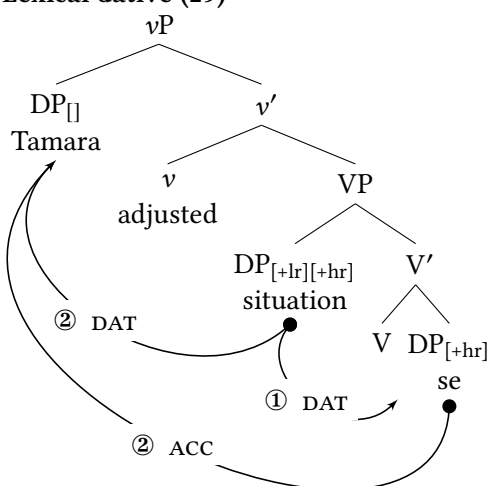 Lexical dative (29)
vP
DP[] v′
Tamara
v VP
adjusted
DP[+lr][+hr] V′
situation
② DAT V DP[+hr]
se
① DAT
② ACC